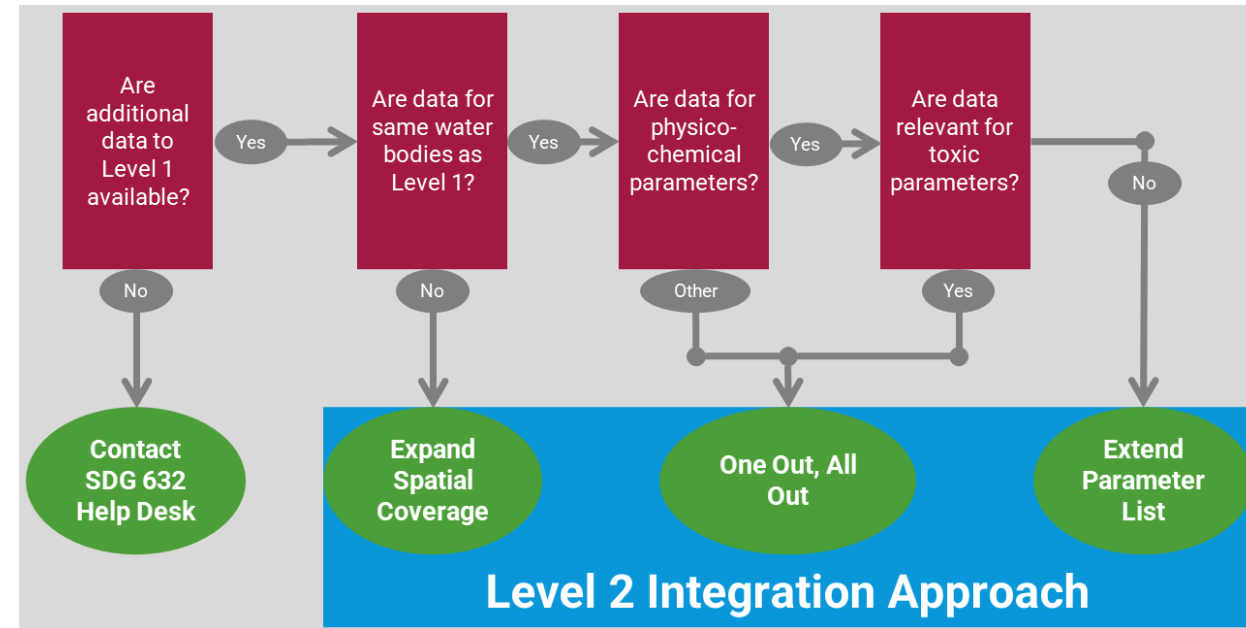 Are
additional
data to
Level 1
available?
Yes
Are data for
same water
bodies as
Level 1?
Yes
Are data for
physico-
chemical
parameters?
Yes
Are data
relevant for
toxic
parameters?
No
No
No
Other
Yes
Contact
SDG 632
Help Desk
Expand
Spatial
Coverage
One Out, All
Out
Extend
Parameter
List
Level 2 Integration Approach